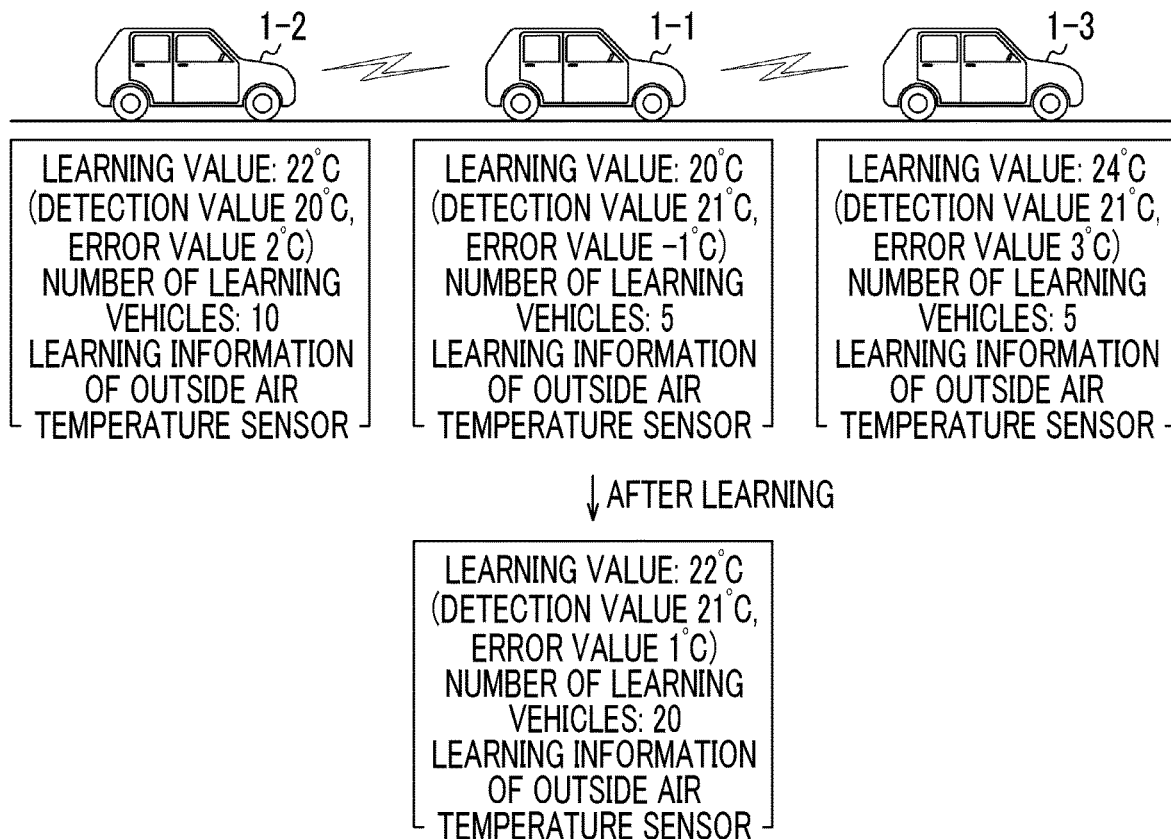 1-2
1-1
1-3
LEARNING VALUE: 22°C
(DETECTION VALUE 20°C,
ERROR VALUE 2°C)
NUMBER OF LEARNING
VEHICLES: 10
LEARNING INFORMATION
OF OUTSIDE AIR
TEMPERATURE SENSOR
LEARNING VALUE: 20°C
(DETECTION VALUE 21°C,
ERROR VALUE –1°C)
NUMBER OF LEARNING
VEHICLES: 5
LEARNING INFORMATION
OF OUTSIDE AIR
TEMPERATURE SENSOR
LEARNING VALUE: 24°C
(DETECTION VALUE 21°C,
ERROR VALUE 3°C)
NUMBER OF LEARNING
VEHICLES: 5
LEARNING INFORMATION
OF OUTSIDE AIR
TEMPERATURE SENSOR
AFTER LEARNING
LEARNING VALUE: 22°C
(DETECTION VALUE 21°C,
ERROR VALUE 1°C)
NUMBER OF LEARNING
VEHICLES: 20
LEARNING INFORMATION
OF OUTSIDE AIR
TEMPERATURE SENSOR